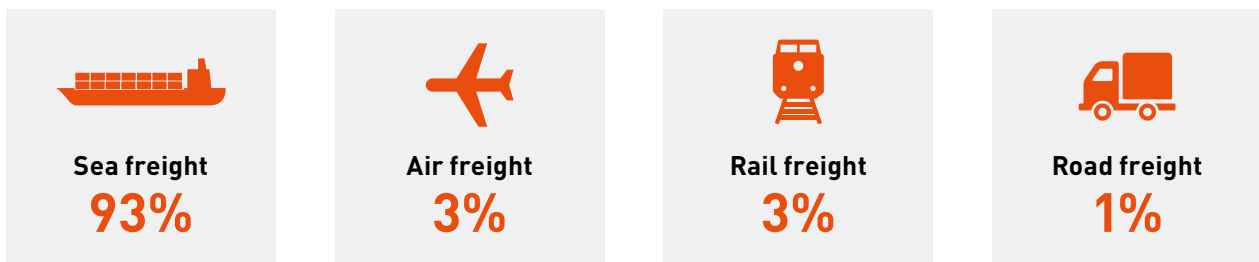 Sea freight
93%
Air freight
3%
Rail freight
3%
Road freight
1%